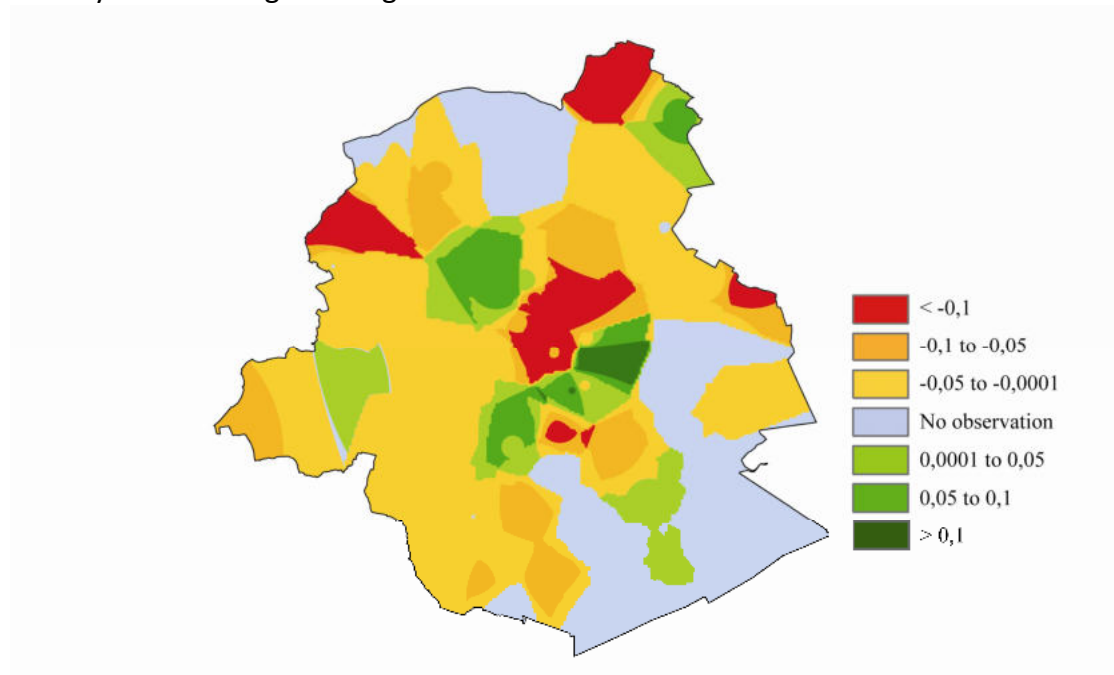 < -0,1
-0,1 to -0,05
-0,05 to -0,0001
No observation
0,0001 to 0,05
0,05 to 0,1
> 0,1